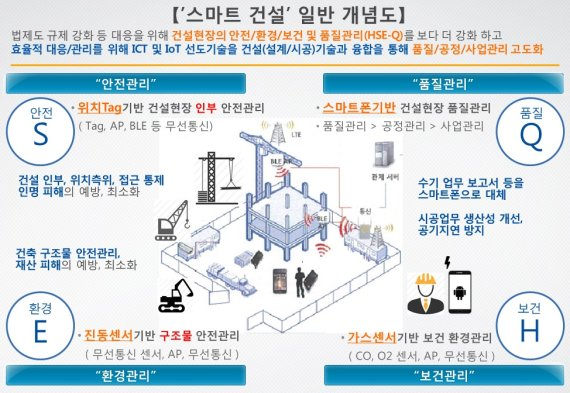 【'스마트 건설' 일반 개념도】
법제도 규제 강화 등 대응을 위해 건설현장의 안전/환경/보건 및 품질관리(HSE-Q)를 보다 더 강화 하고
효율적 대응/관리를 위해 ICT 및 IoT 선도기술을 건설(설계/시공)기술과 융합을 통해 품질/공정/사업관리 고도화
"안전관리"
"품질관리"
안전
S
• 위치Tag기반 건설현장 인부 안전관리
( Tag, AP, BLE 등 무선통신 )
• 스마트폰기반 건설현장 품질관리
• 품질관리 > 공정관리 > 사업관리
품질
Q
LTE
BLE AP
관제 서버
BLE
AP
통신
건설 인부, 위치측위, 접근 통제
인명 피해의 예방, 최소화
수기 업무 보고서 등을
스마트폰으로 대체
시공업무 생산성 개선,
공기지연 방지
건축 구조물 안전관리,
재산 피해의 예방, 최소화
환경
E
• 진동센서기반 구조물 안전관리
( 무선통신 센서, AP, 무선통신 )
• 가스센서기반 보건 환경관리
( CO, O2 센서, AP, 무선통신 )
보건
H
"환경관리"
"보건관리"